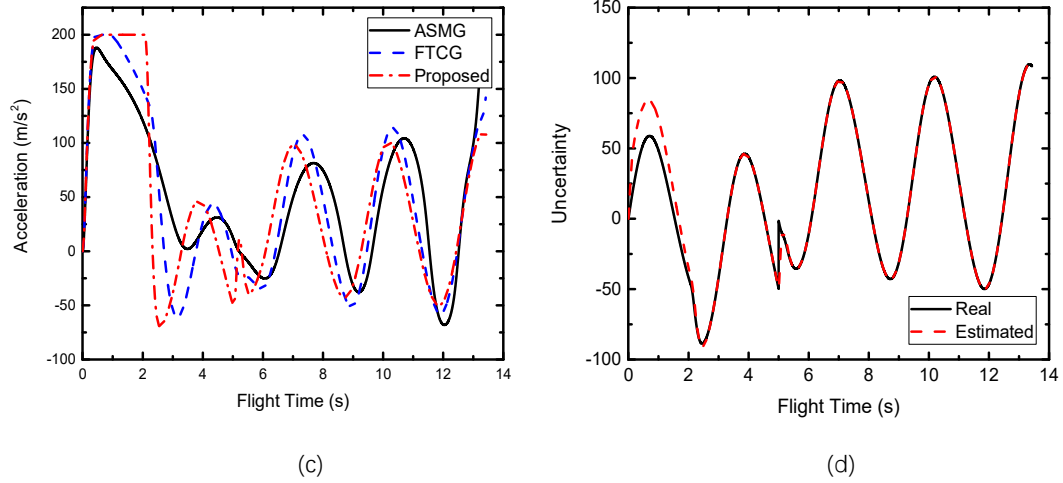 200
150
100
50
0
-50
-100
Acceleration (m/s²)
ASMG
FTCG
Proposed
0 2 4 6 8 10 12 14
Flight Time (s)
(c)
150
100
50
0
-50
-100
Uncertainty
Real
Estimated
0 2 4 6 8 10 12 14
Flight Time (s)
(d)